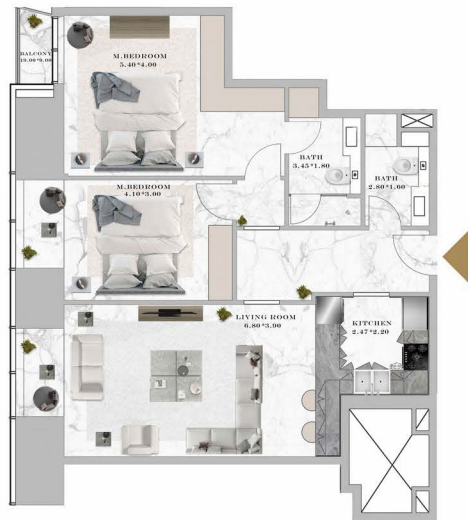 BALCONY
19.00*9.00
M.BEDROOM
5.40*4.00
BATH
3.45*1.80
BATH
2.80*1.60
M.BEDROOM
4.10*3.00
LIVING ROOM
6.80*3.90
KITCHEN
2.47*2.20